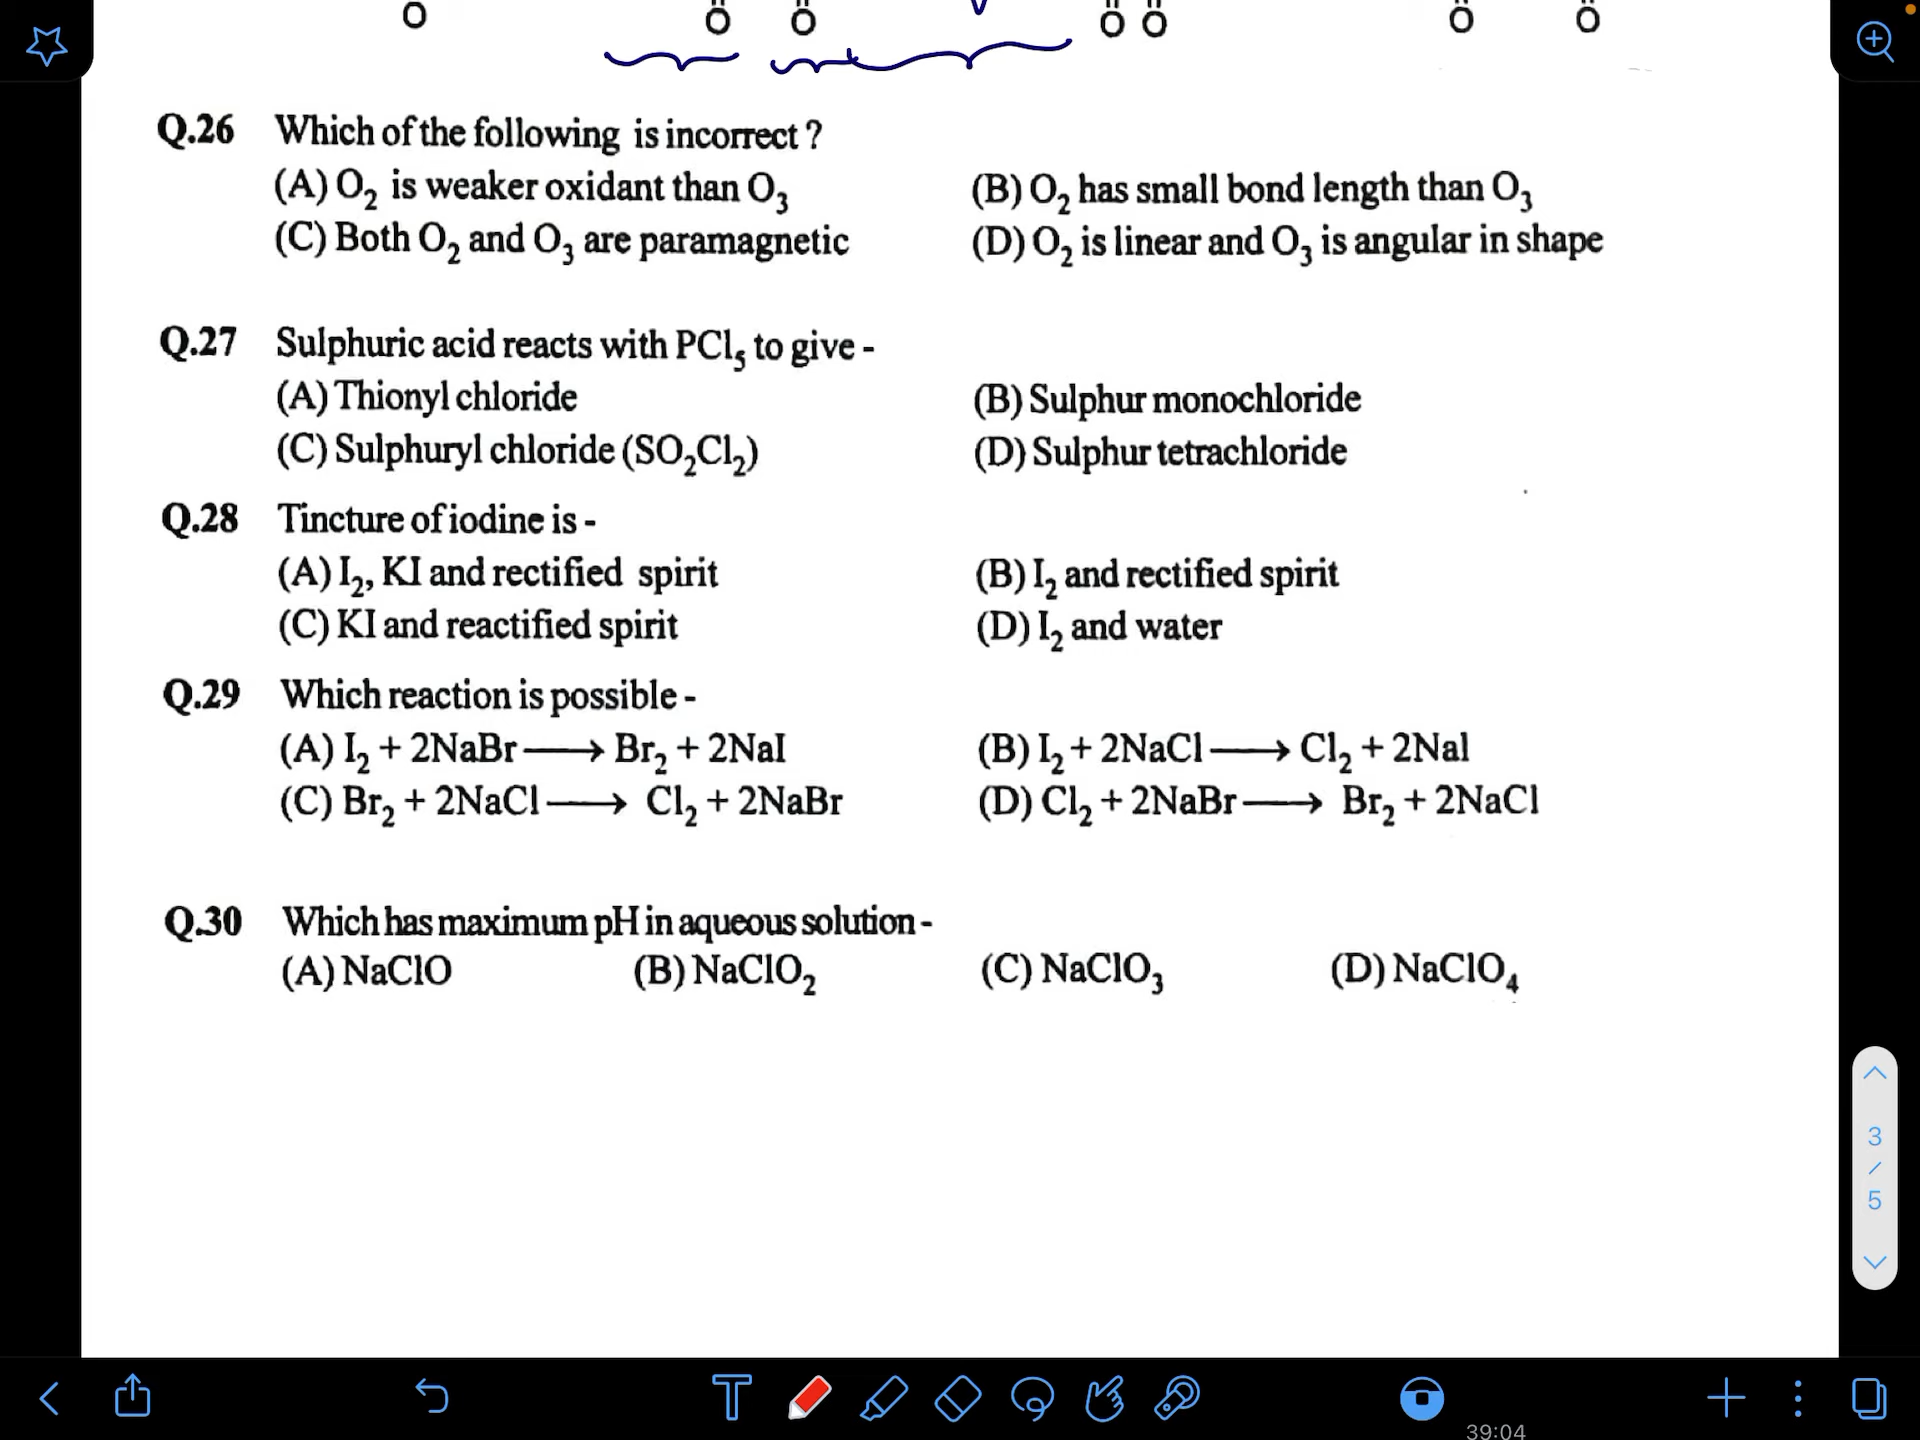 O Ö Ö Ö Ö Ö Ö
Q.26 Which of the following is incorrect ?
(A) O₂ is weaker oxidant than O₃ (B) O₂ has small bond length than O₃
(C) Both O₂ and O₃ are paramagnetic (D) O₂ is linear and O₃ is angular in shape
Q.27 Sulphuric acid reacts with PCl₅ to give -
(A) Thionyl chloride (B) Sulphur monochloride
(C) Sulphuryl chloride (SO₂Cl₂) (D) Sulphur tetrachloride
Q.28 Tincture of iodine is -
(A) I₂, KI and rectified spirit (B) I₂ and rectified spirit
(C) KI and reactified spirit (D) I₂ and water
Q.29 Which reaction is possible -
(A) I₂ + 2NaBr ⟶ Br₂ + 2NaI (B) I₂ + 2NaCl ⟶ Cl₂ + 2Nal
(C) Br₂ + 2NaCl ⟶ Cl₂ + 2NaBr (D) Cl₂ + 2NaBr ⟶ Br₂ + 2NaCl
Q.30 Which has maximum pH in aqueous solution -
(A) NaClO (B) NaClO₂ (C) NaClO₃ (D) NaClO₄
3
/
5
T
39:04